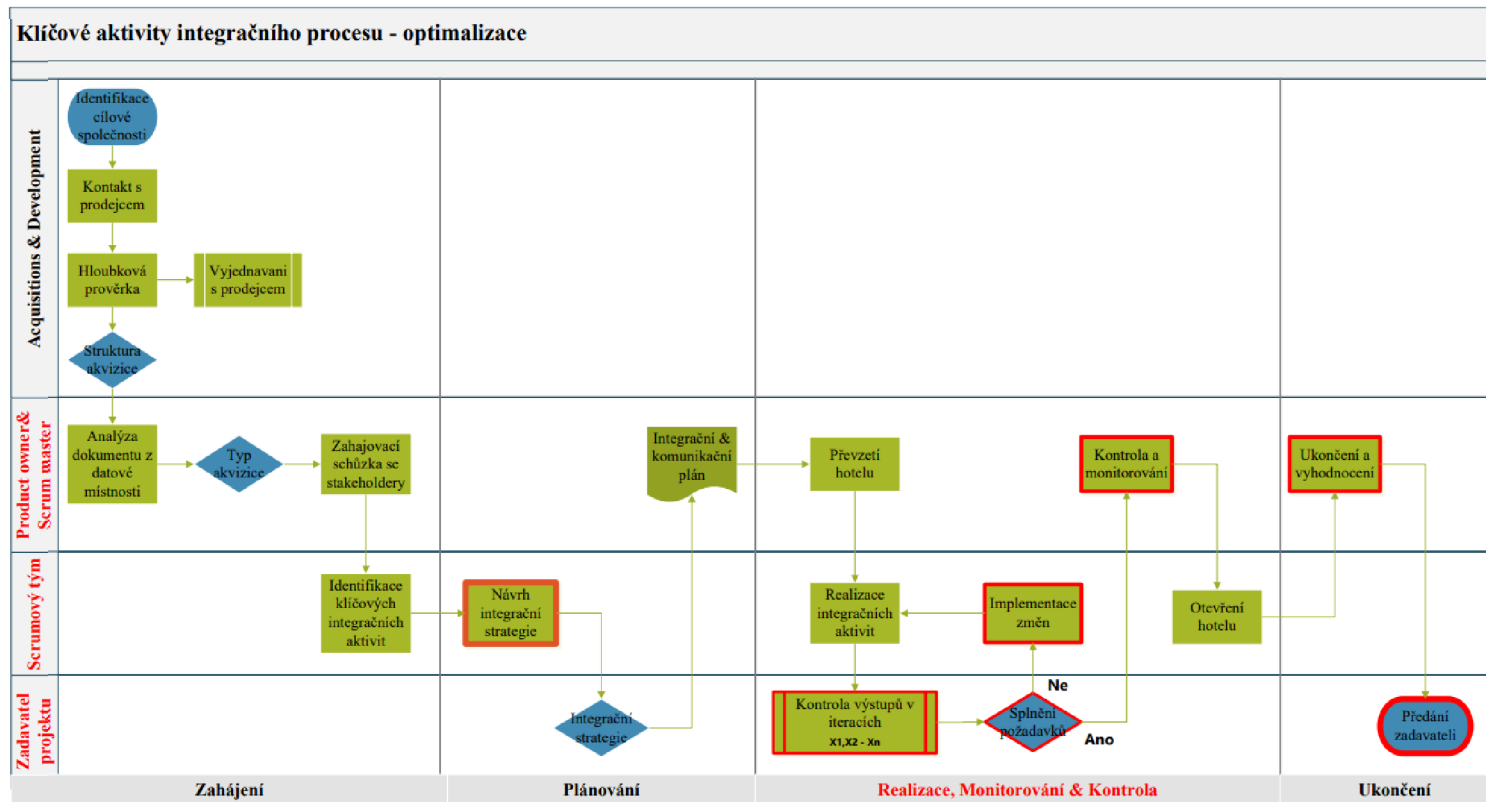 Klíčové aktivity integračního procesu - optimalizace
Acquisitions & Development
Identifikace
cílové
společnosti
Kontakt s
prodejcem
Hloubková
prověrka
Vyjednavani
s prodejcem
Struktura
akvizice
Product owner&
Scrum master
Analýza
dokumentu z
datové
místnosti
Typ
akvizice
Zahajovací
schůzka se
stakeholdery
Integrační &
komunikační
plán
Převzetí
hotelu
Kontrola a
monitorování
Ukončení a
vyhodnocení
Scrumový tým
Identifikace
klíčových
integračních
aktivit
Návrh
integrační
strategie
Realizace
integračních
aktivit
Implementace
změn
Otevření
hotelu
Zadavatel
projektu
Integrační
strategie
Kontrola výstupů v
iteracích
X1,X2 - Xn
Splnění
požadavků
Ne
Ano
Předání
zadavateli
Zahájení
Plánování
Realizace, Monitorování & Kontrola
Ukončení